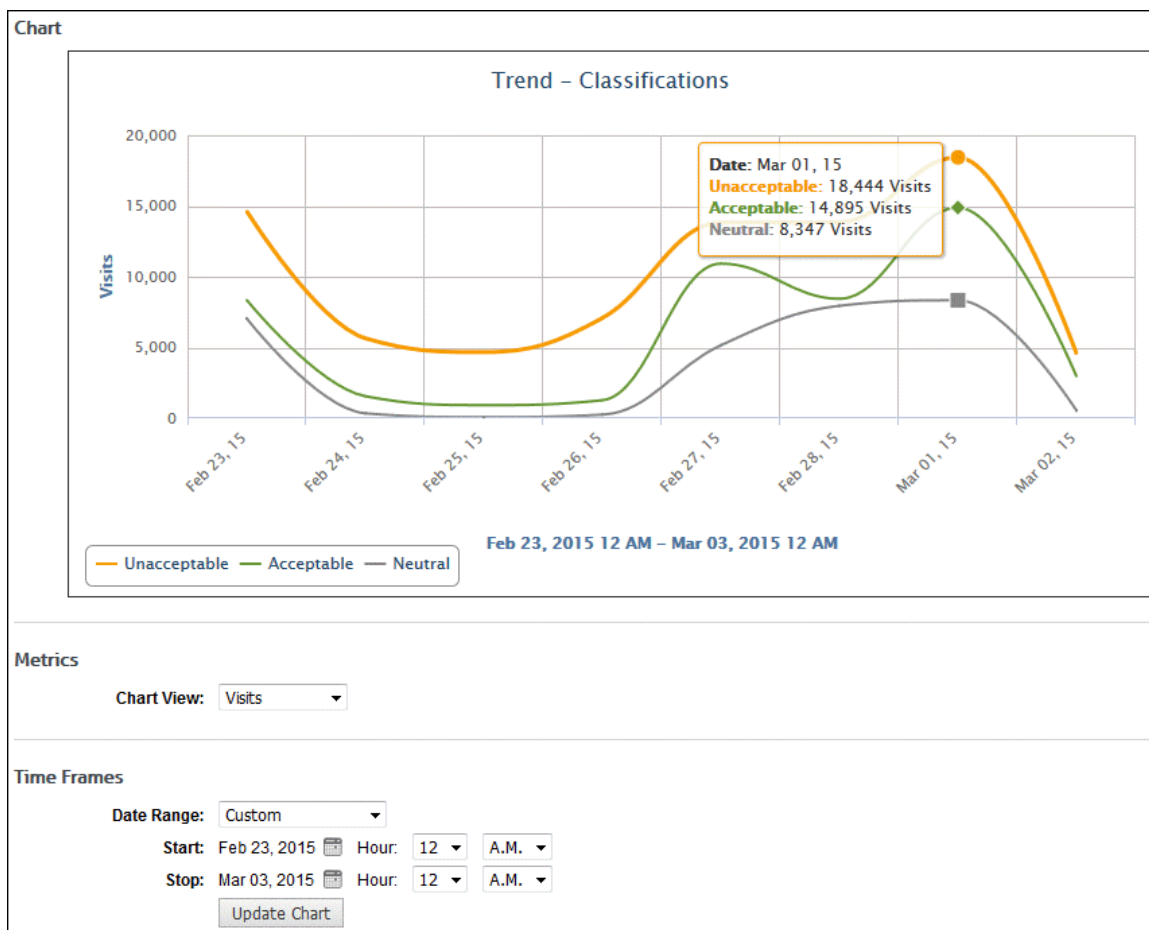 Chart
Trend – Classifications
20,000
15,000
10,000
5,000
0
Visits
Date: Mar 01, 15
Unacceptable: 18,444 Visits
Acceptable: 14,895 Visits
Neutral: 8,347 Visits
Feb 23, 15
Feb 24, 15
Feb 25, 15
Feb 26, 15
Feb 27, 15
Feb 28, 15
Mar 01, 15
Mar 02, 15
Feb 23, 2015 12 AM – Mar 03, 2015 12 AM
Unacceptable Acceptable Neutral
Metrics
Chart View: Visits
Time Frames
Date Range: Custom
Start: Feb 23, 2015 Hour: 12 A.M.
Stop: Mar 03, 2015 Hour: 12 A.M.
Update Chart